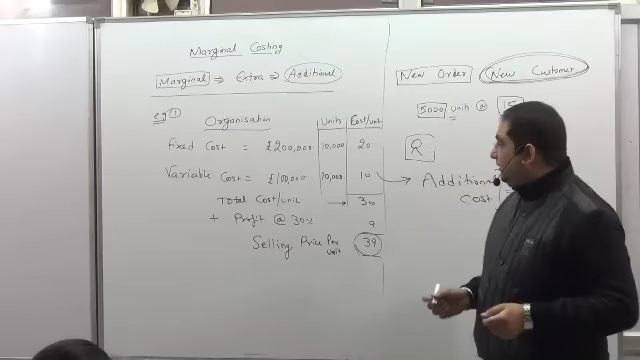 Marginal Costing
Marginal ⇒ Extra ⇒ Additional
eg ①
Organisation
Units
Cost/unit
Fixed Cost = £200,000 10,000 20
Variable Cost = £100,000 10,000 10
Total Cost/unit → 30
+ Profit @ 30% 9
Selling Price Per unit 39
New Order
New Customer
5000 units @ 15
R
Additional
Cost